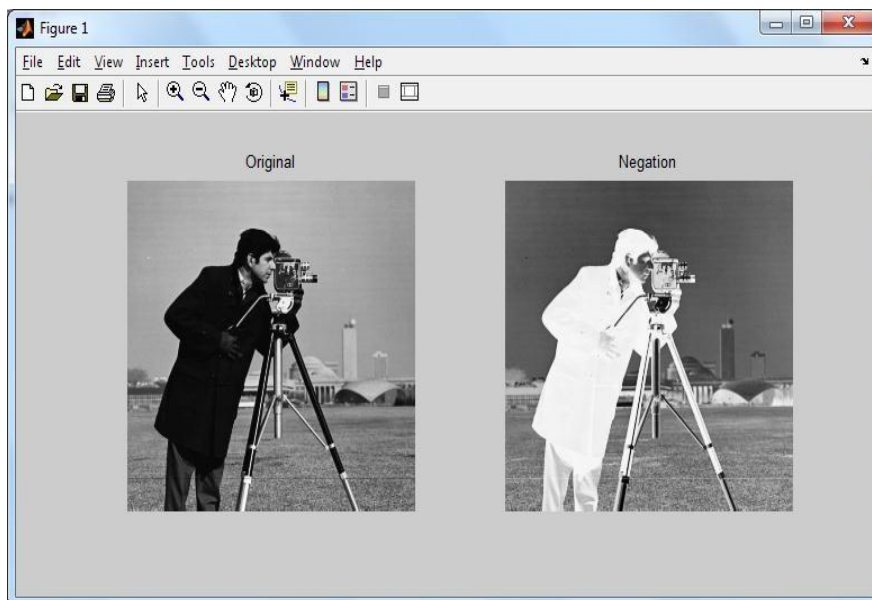 Figure 1
File Edit View Insert Tools Desktop Window Help
Original Negation